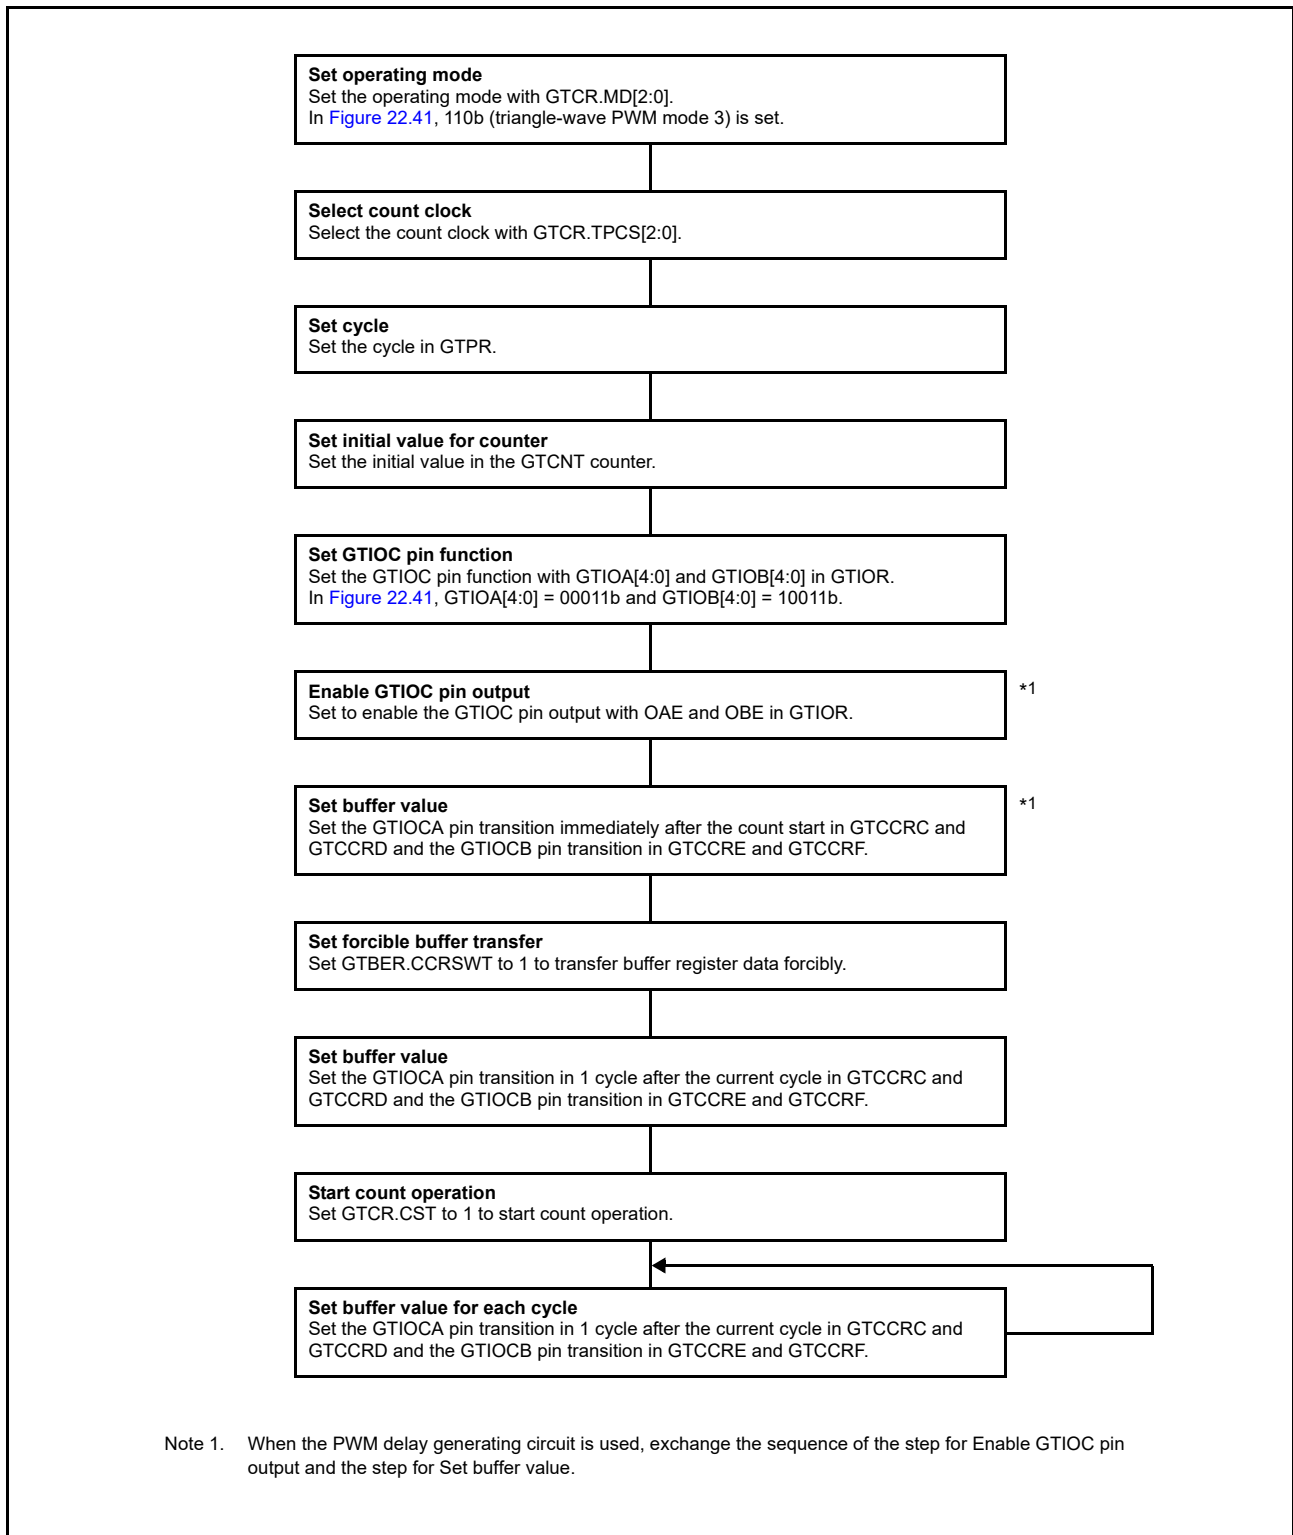 Set operating mode
Set the operating mode with GTCR.MD[2:0].
In Figure 22.41, 110b (triangle-wave PWM mode 3) is set.
Select count clock
Select the count clock with GTCR.TPCS[2:0].
Set cycle
Set the cycle in GTPR.
Set initial value for counter
Set the initial value in the GTCNT counter.
Set GTIOC pin function
Set the GTIOC pin function with GTIOA[4:0] and GTIOB[4:0] in GTIOR.
In Figure 22.41, GTIOA[4:0] = 00011b and GTIOB[4:0] = 10011b.
Enable GTIOC pin output
*1
Set to enable the GTIOC pin output with OAE and OBE in GTIOR.
Set buffer value
*1
Set the GTIOCA pin transition immediately after the count start in GTCCRC and
GTCCRD and the GTIOCB pin transition in GTCCRE and GTCCRF.
Set forcible buffer transfer
Set GTBER.CCRSWT to 1 to transfer buffer register data forcibly.
Set buffer value
Set the GTIOCA pin transition in 1 cycle after the current cycle in GTCCRC and
GTCCRD and the GTIOCB pin transition in GTCCRE and GTCCRF.
Start count operation
Set GTCR.CST to 1 to start count operation.
Set buffer value for each cycle
Set the GTIOCA pin transition in 1 cycle after the current cycle in GTCCRC and
GTCCRD and the GTIOCB pin transition in GTCCRE and GTCCRF.
Note 1. When the PWM delay generating circuit is used, exchange the sequence of the step for Enable GTIOC pin
output and the step for Set buffer value.